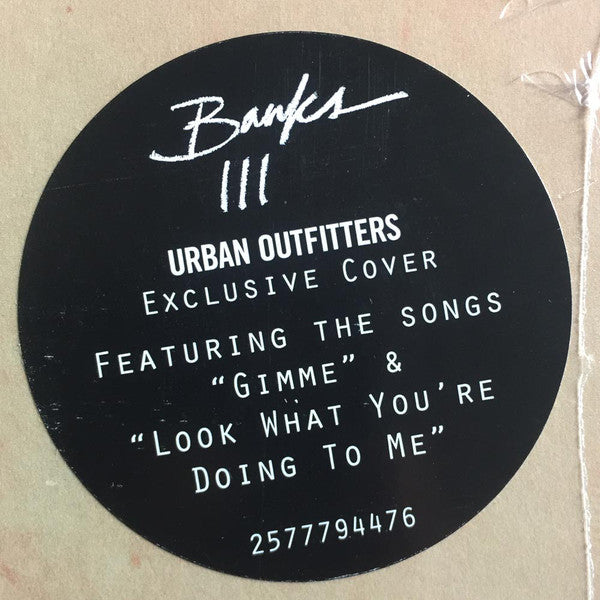 Banks
III
URBAN OUTFITTERS
EXCLUSIVE COVER
FEATURING THE SONGS
“GIMME” &
“LOOK WHAT YOU’RE
DOING TO ME”
2577794476